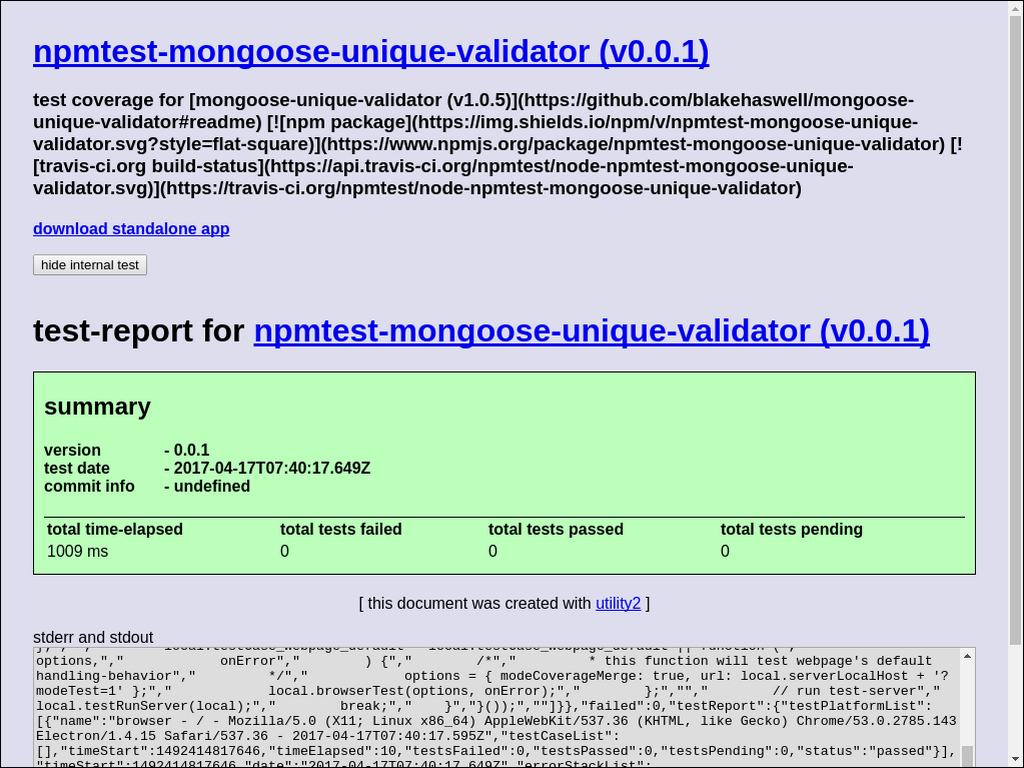 npmtest-mongoose-unique-validator (v0.0.1)
test coverage for [mongoose-unique-validator (v1.0.5)](https://github.com/blakehaswell/mongoose-
unique-validator#readme) [![npm package](https://img.shields.io/npm/v/npmtest-mongoose-unique-
validator.svg?style=flat-square)](https://www.npmjs.org/package/npmtest-mongoose-unique-validator) [!
[travis-ci.org build-status](https://api.travis-ci.org/npmtest/node-npmtest-mongoose-unique-
validator.svg)](https://travis-ci.org/npmtest/node-npmtest-mongoose-unique-validator)
download standalone app
hide internal test
test-report for npmtest-mongoose-unique-validator (v0.0.1)
summary
version - 0.0.1
test date - 2017-04-17T07:40:17.649Z
commit info - undefined
total time-elapsed total tests failed total tests passed total tests pending
1009 ms 0 0 0
[ this document was created with utility2 ]
stderr and stdout
options,"," onError"," ) {"," /*"," * this function will test webpage's default
handling-behavior"," */"," options = { modeCoverageMerge: true, url: local.serverLocalHost + '?
modeTest=1' };"," local.browserTest(options, onError);"," };",""," // run test-server","
local.testRunServer(local);"," break;"," }","}());",""]}},"failed":0,"testReport":{"testPlatformList":
[{"name":"browser - / - Mozilla/5.0 (X11; Linux x86_64) AppleWebKit/537.36 (KHTML, like Gecko) Chrome/53.0.2785.143
Electron/1.4.15 Safari/537.36 - 2017-04-17T07:40:17.595Z","testCaseList":
[],"timeStart":1492414817646,"timeElapsed":10,"testsFailed":0,"testsPassed":0,"testsPending":0,"status":"passed"}],
"timeStart":1492414817646,"date":"2017-04-17T07:40:17.649Z","errorStackList":